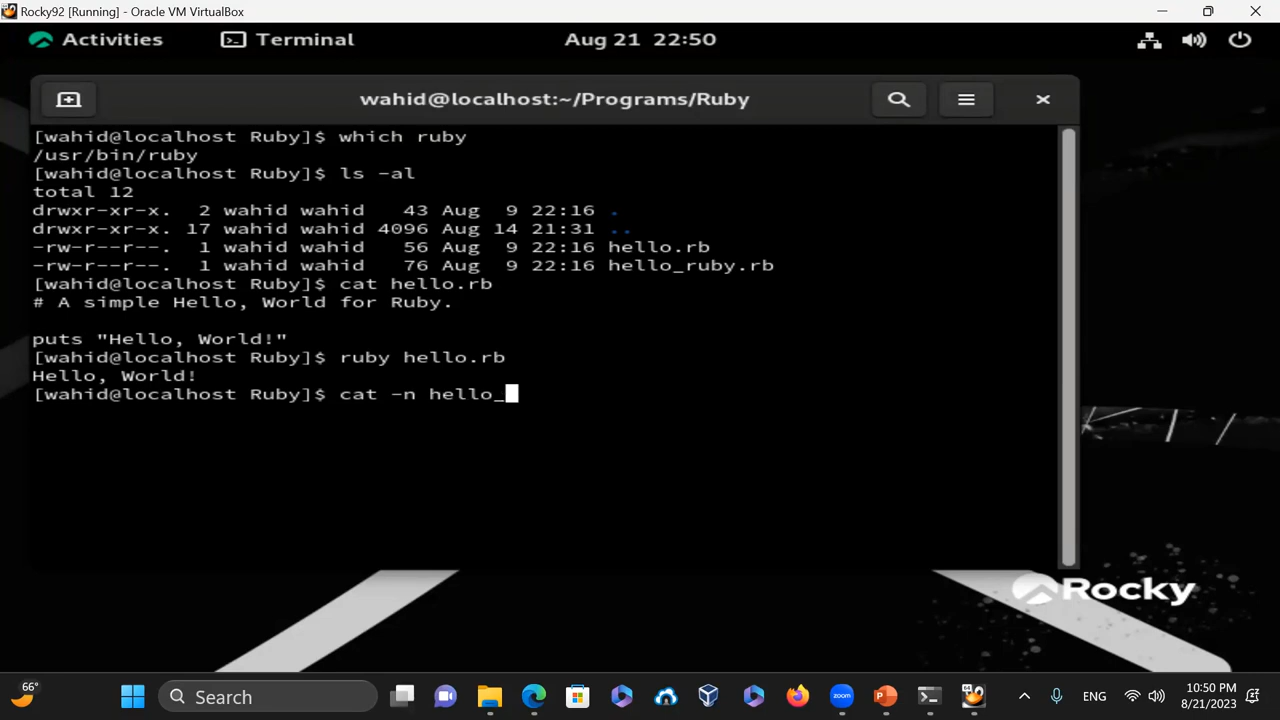 Rocky92 [Running] - Oracle VM VirtualBox
Activities Terminal Aug 21 22:50
wahid@localhost:~/Programs/Ruby
[wahid@localhost Ruby]$ which ruby
/usr/bin/ruby
[wahid@localhost Ruby]$ ls -al
total 12
drwxr-xr-x. 2 wahid wahid 43 Aug 9 22:16 .
drwxr-xr-x. 17 wahid wahid 4096 Aug 14 21:31 ..
-rw-r--r--. 1 wahid wahid 56 Aug 9 22:16 hello.rb
-rw-r--r--. 1 wahid wahid 76 Aug 9 22:16 hello_ruby.rb
[wahid@localhost Ruby]$ cat hello.rb
# A simple Hello, World for Ruby.
puts "Hello, World!"
[wahid@localhost Ruby]$ ruby hello.rb
Hello, World!
[wahid@localhost Ruby]$ cat -n hello_
Rocky
66°
Search
zoom
ENG
10:50 PM
8/21/2023